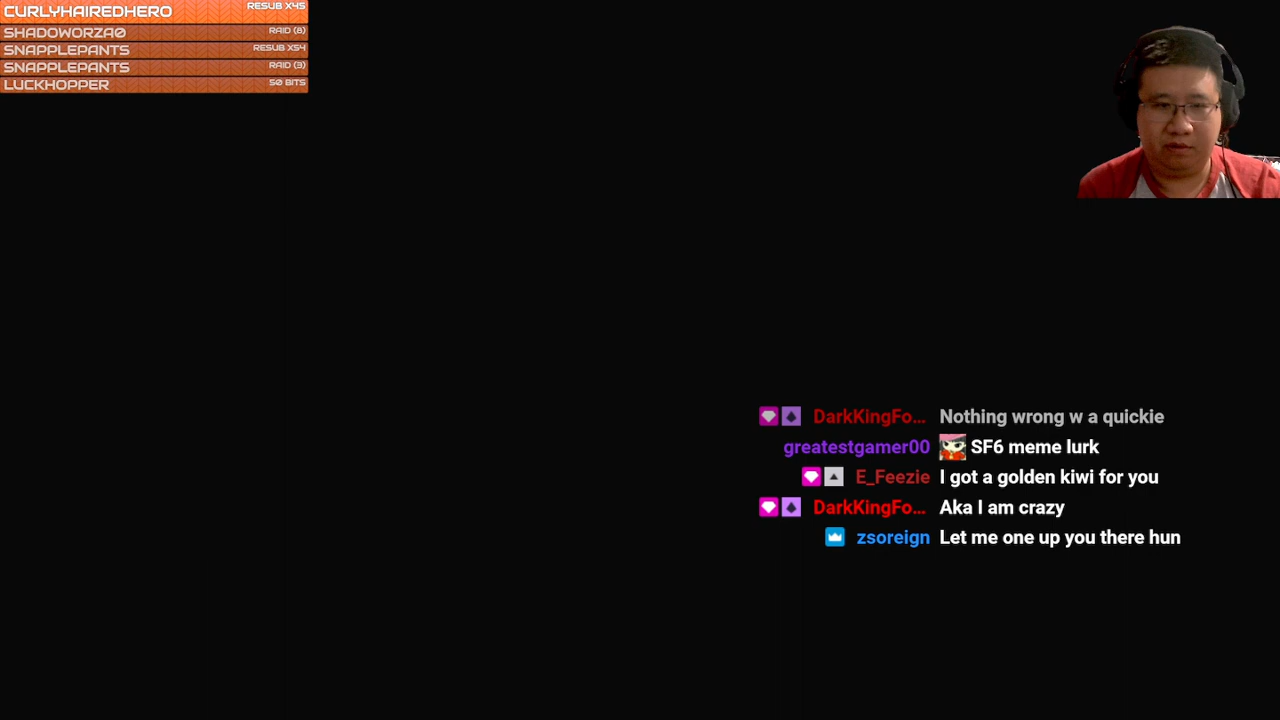 CURLYHAIREDHERO RESUB X45
SHADOWORZA0 RAID (8)
SNAPPLEPANTS RESUB X54
SNAPPLEPANTS RAID (3)
LUCKHOPPER 50 BITS
DarkKingFo... Nothing wrong w a quickie
greatestgamer00 SF6 meme lurk
E_Feezie I got a golden kiwi for you
DarkKingFo... Aka I am crazy
zsoreign Let me one up you there hun